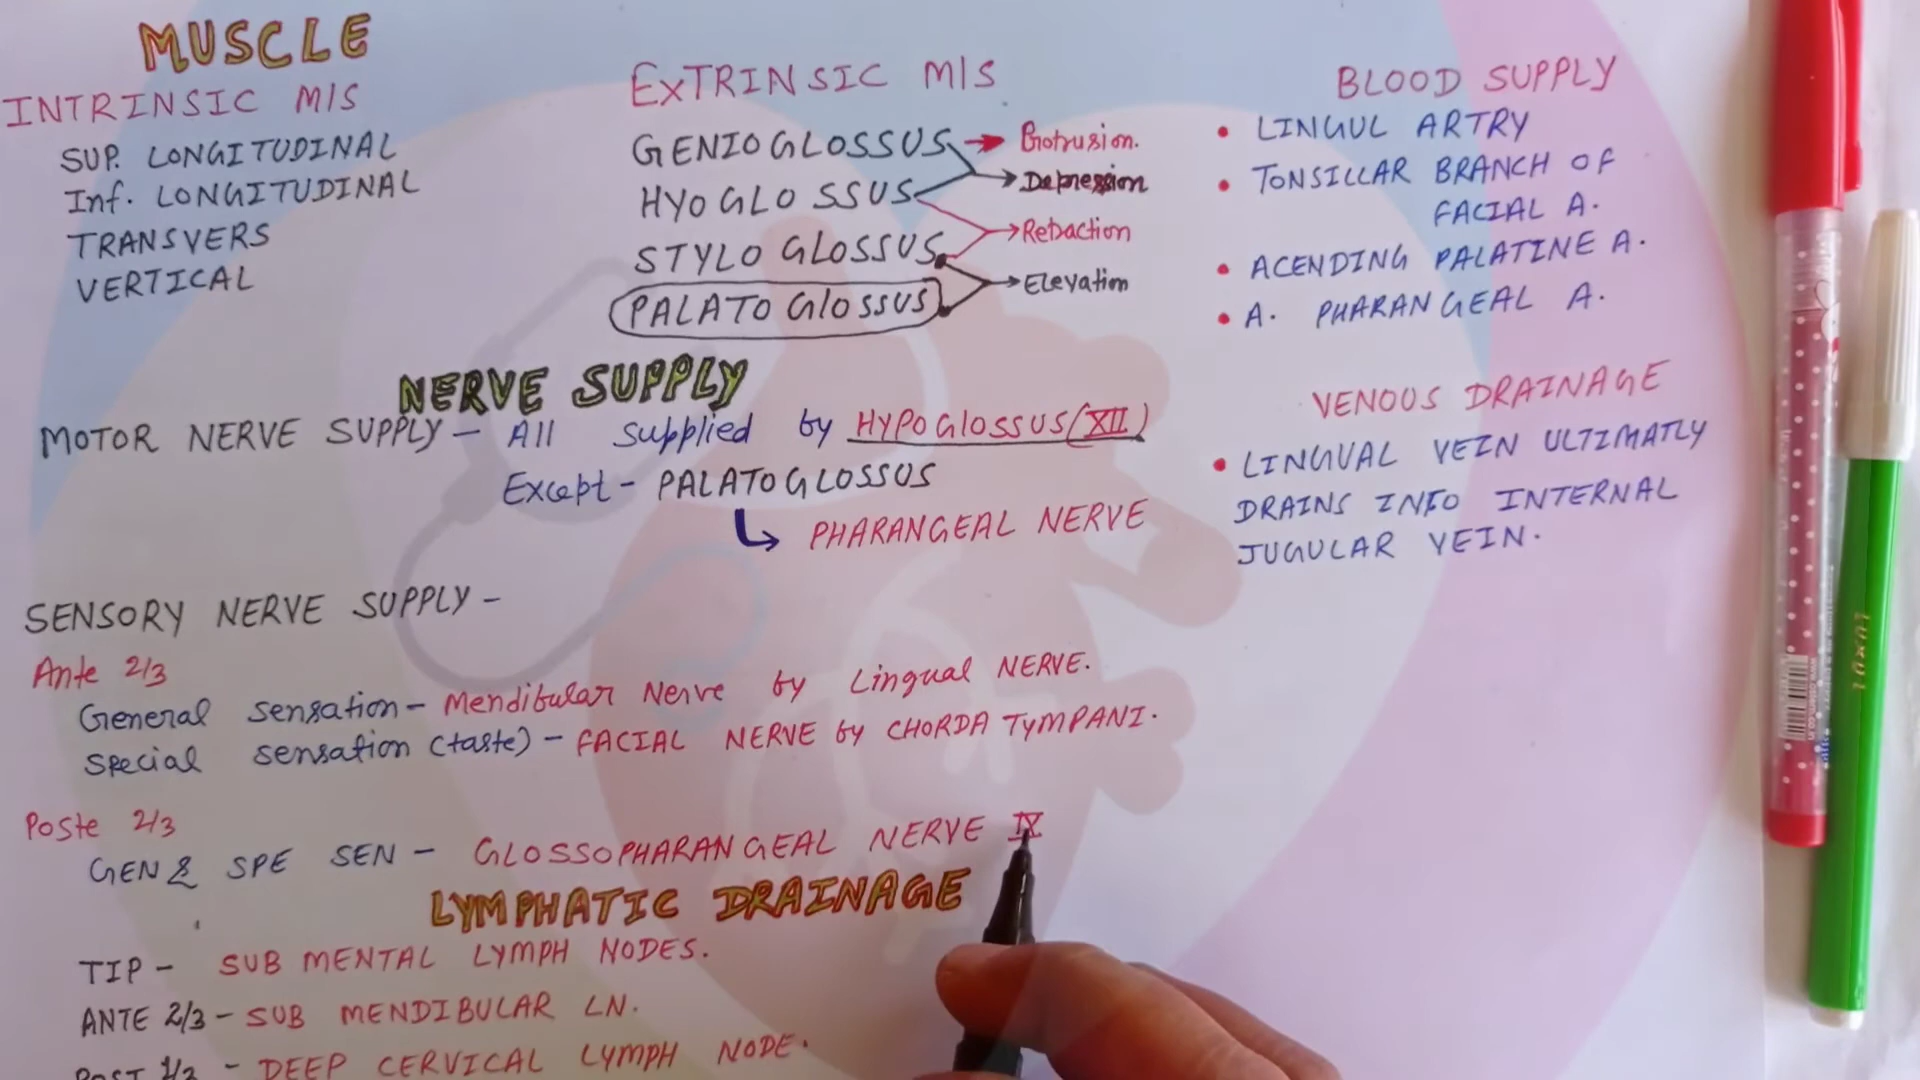 MUSCLE
INTRINSIC M/S
SUP. LONGITUDINAL
Inf. LONGITUDINAL
TRANSVERS
VERTICAL
EXTRINSIC M/S
GENIOGLOSSUS
HYOGLOSSUS
STYLOGLOSSUS
PALATOGLOSSUS
Protrusion.
Depression
Retraction
Elevation
BLOOD SUPPLY
• LINGUL ARTRY
• TONSILLAR BRANCH OF
FACIAL A.
• ACENDING PALATINE A.
• A. PHARANGEAL A.
VENOUS DRAINAGE
• LINGUAL VEIN ULTIMATLY
DRAINS INTO INTERNAL
JUGULAR VEIN.
NERVE SUPPLY
MOTOR NERVE SUPPLY - All supplied by HYPOGLOSSUS (XII)
Except - PALATOGLOSSUS
PHARANGEAL NERVE
SENSORY NERVE SUPPLY -
Ante 2/3
General sensation - Mendibular Nerve by Lingual NERVE.
special sensation (taste) - FACIAL NERVE by CHORDA TYMPANI.
Poste 2/3
GEN & SPE SEN - GLOSSOPHARANGEAL NERVE IX
LYMPHATIC DRAINAGE
TIP - SUB MENTAL LYMPH NODES.
ANTE 2/3 - SUB MENDIBULAR LN.
POST 1/3 - DEEP CERVICAL LYMPH NODE.
LUXOR